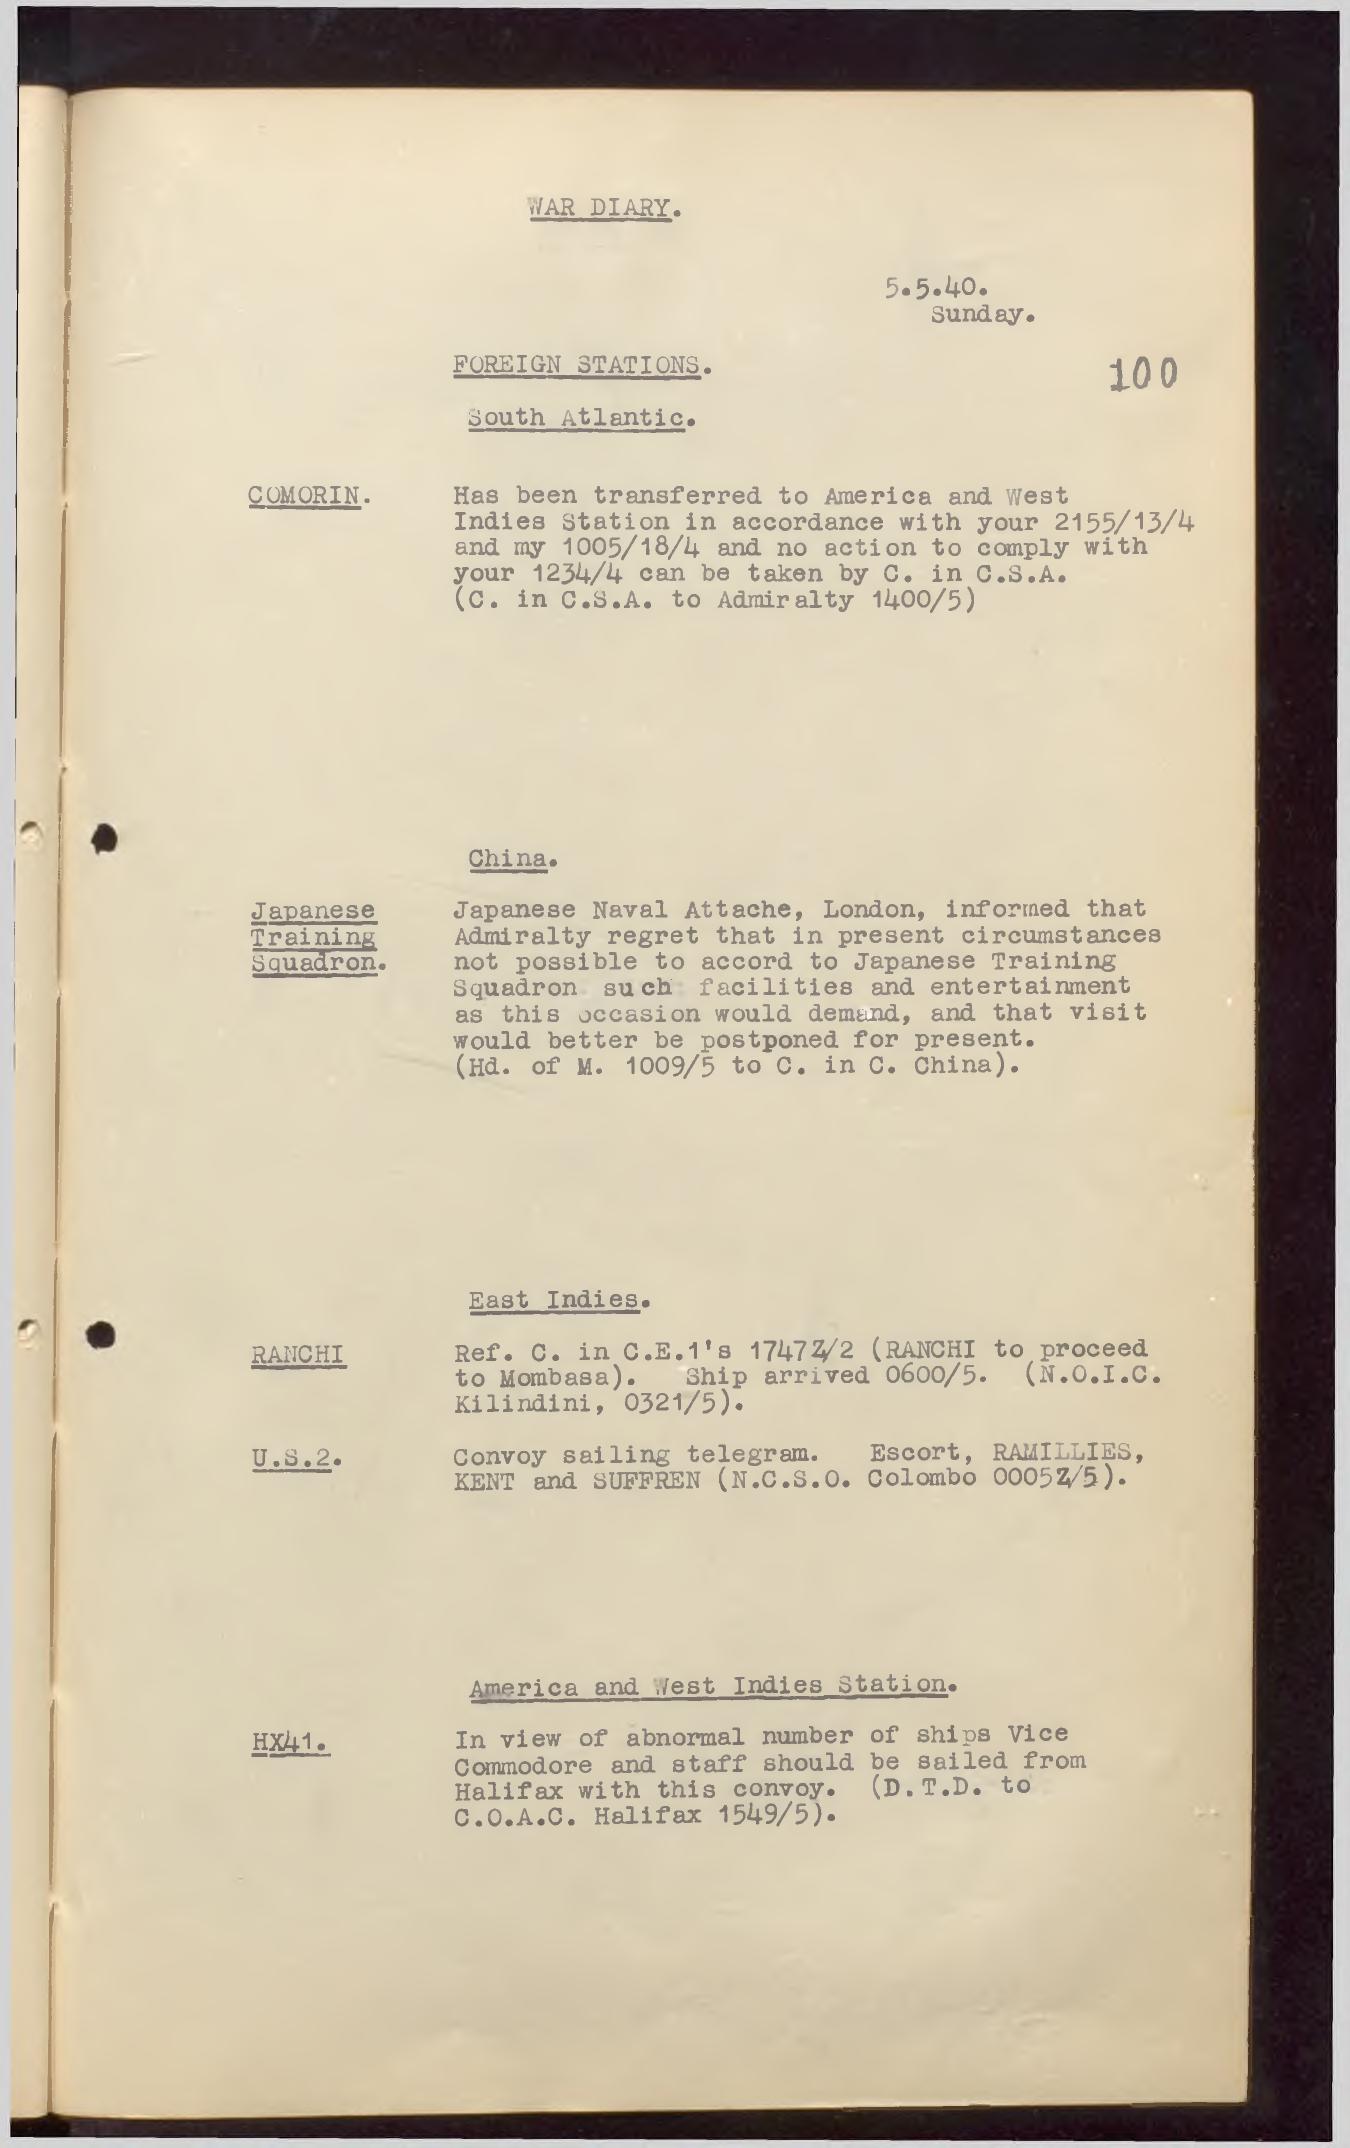 WAR DIARY.
5.5.40.
Sunday.
FOREIGN STATIONS.
100
South Atlantic.
COMORIN. Has been transferred to America and West
Indies Station in accordance with your 2155/13/4
and my 1005/18/4 and no action to comply with
your 1234/4 can be taken by C. in C.S.A.
(C. in C.S.A. to Admiralty 1400/5)
China.
Japanese Japanese Naval Attache, London, informed that
Training Admiralty regret that in present circumstances
Squadron. not possible to accord to Japanese Training
Squadron such facilities and entertainment
as this occasion would demand, and that visit
would better be postponed for present.
(Hd. of M. 1009/5 to C. in C. China).
East Indies.
RANCHI Ref. C. in C.E.1's 1747Z/2 (RANCHI to proceed
to Mombasa). Ship arrived 0600/5. (N.O.I.C.
Kilindini, 0321/5).
U.S.2. Convoy sailing telegram. Escort, RAMILLIES,
KENT and SUFFREN (N.C.S.O. Colombo 0005Z/5).
America and West Indies Station.
HX41. In view of abnormal number of ships Vice
Commodore and staff should be sailed from
Halifax with this convoy. (D.T.D. to
C.O.A.C. Halifax 1549/5).